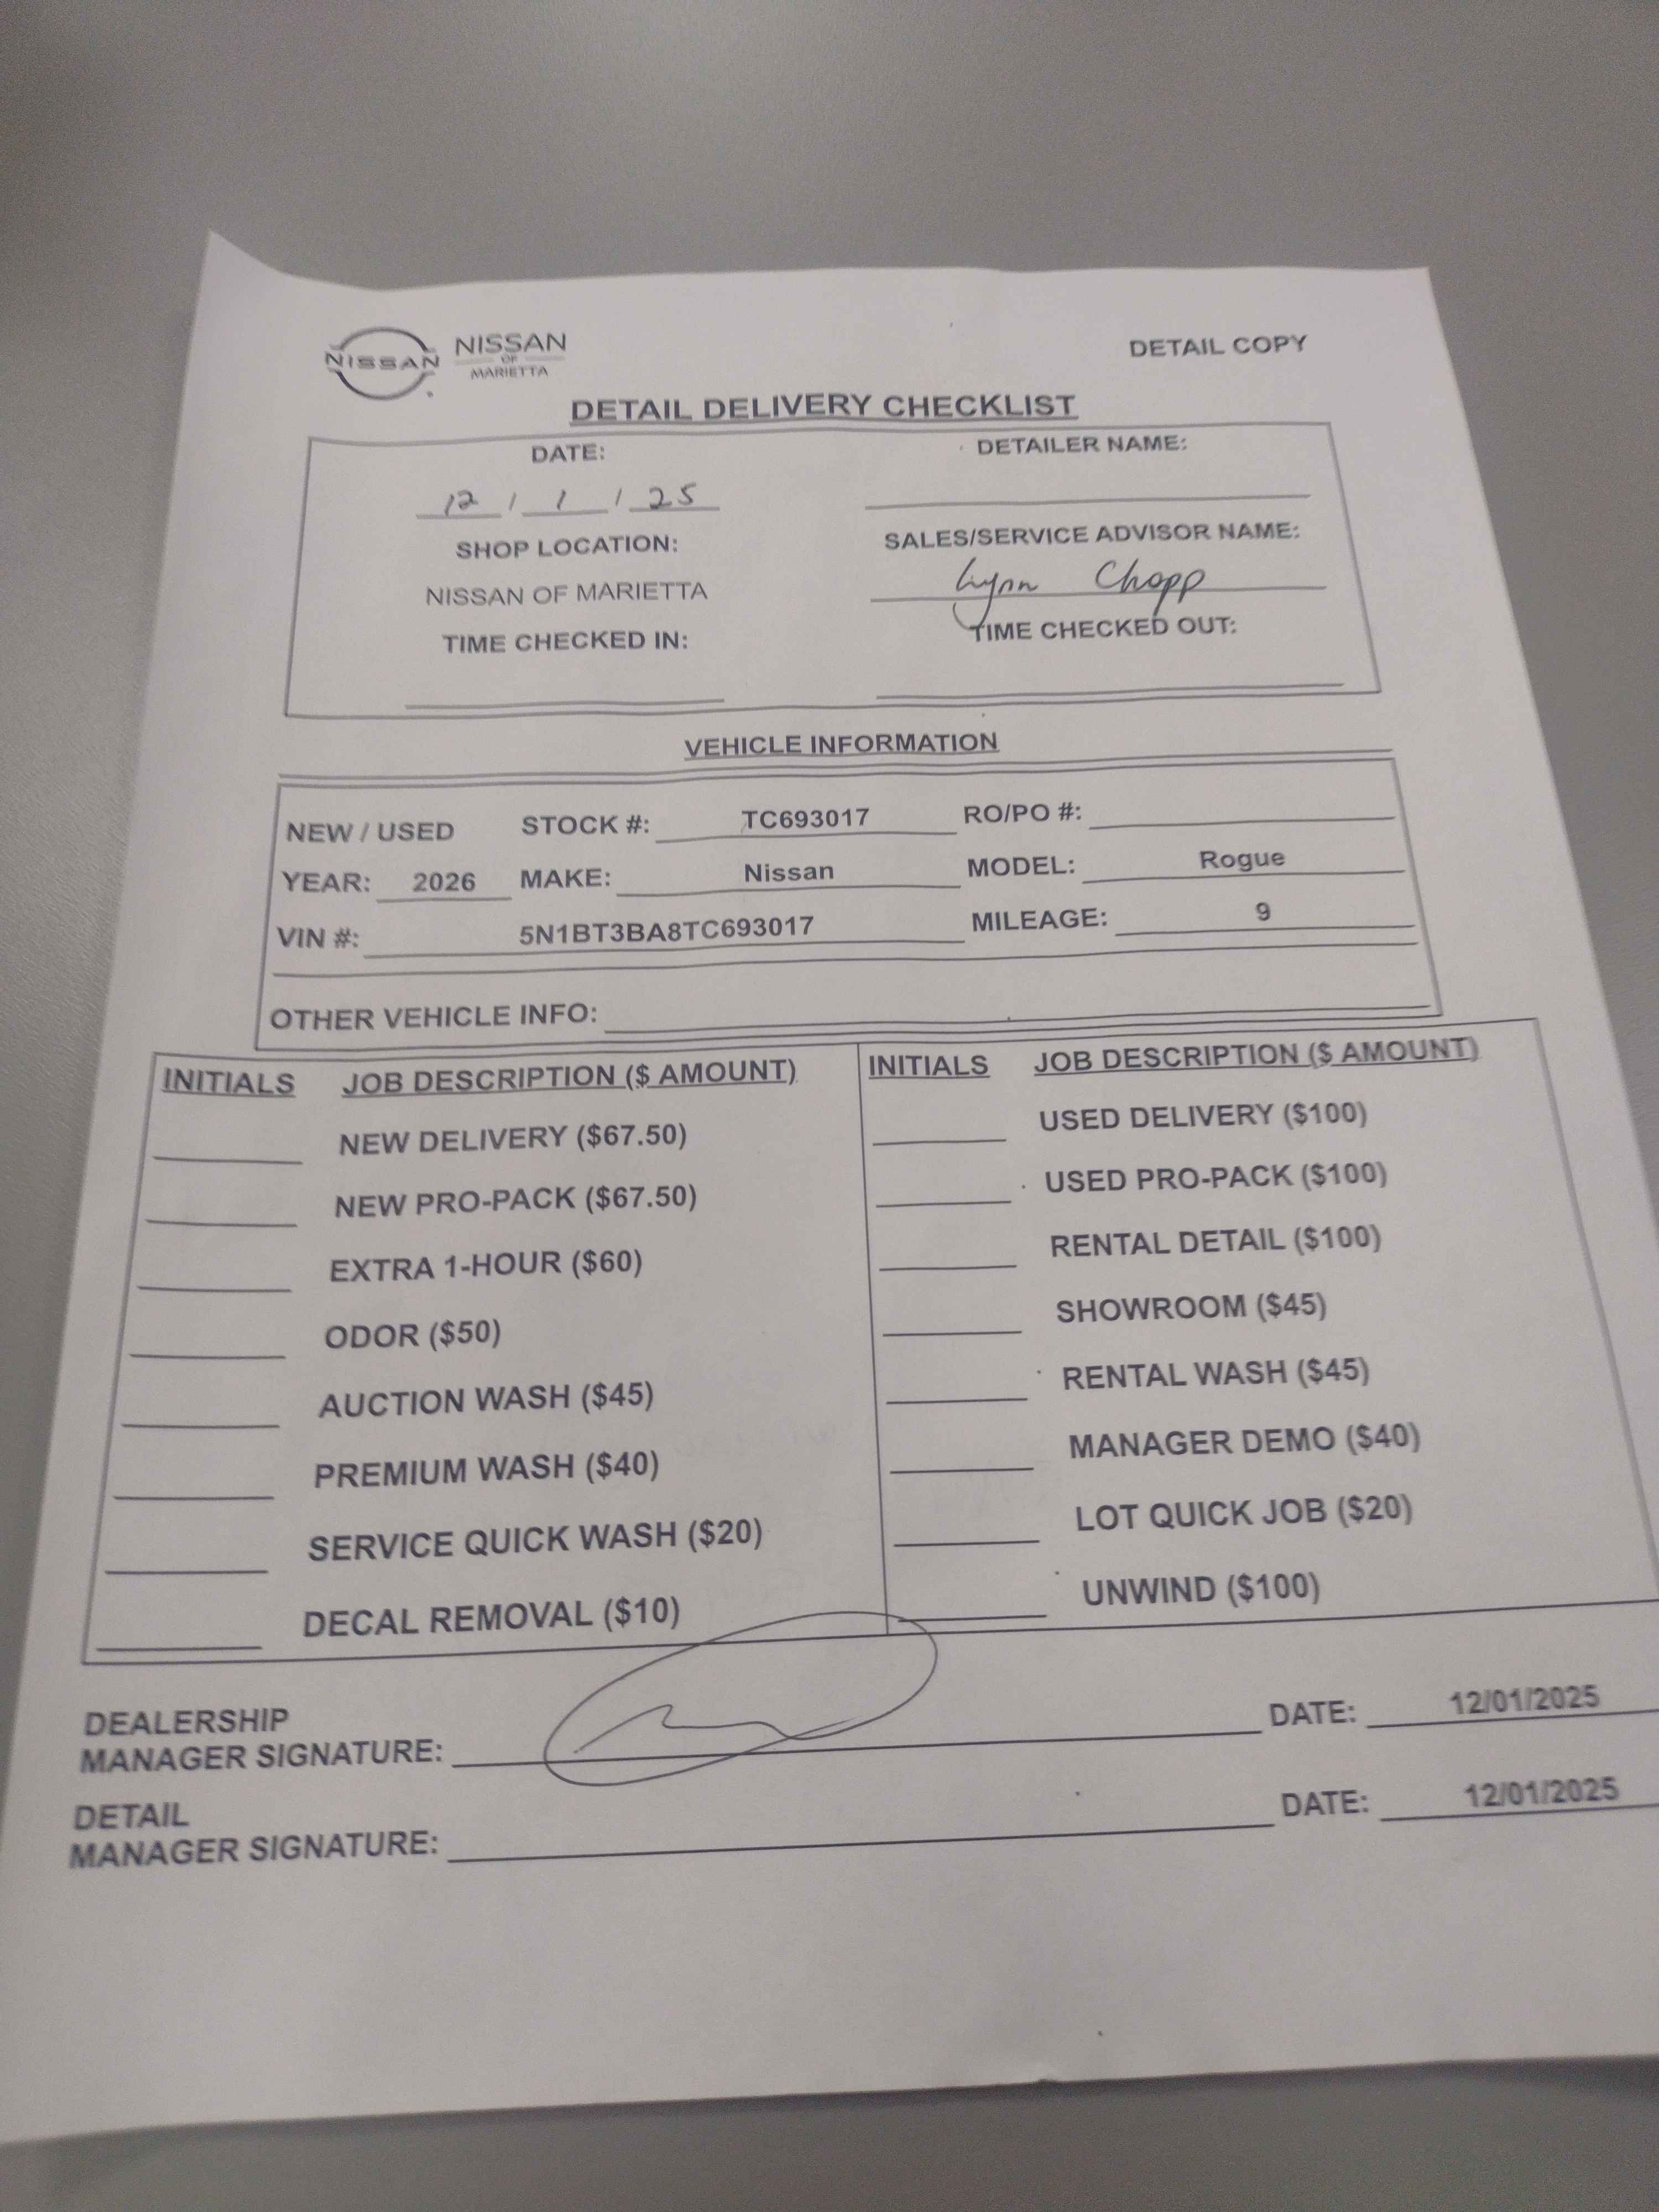 NISSAN NISSAN OF MARIETTA DETAIL COPY
DETAIL DELIVERY CHECKLIST
DATE: DETAILER NAME:
12 / 1 / 25
SHOP LOCATION: SALES/SERVICE ADVISOR NAME:
NISSAN OF MARIETTA Lynn Chopp
TIME CHECKED IN: TIME CHECKED OUT:
VEHICLE INFORMATION
NEW / USED STOCK #: TC693017 RO/PO #:
YEAR: 2026 MAKE: Nissan MODEL: Rogue
VIN #: 5N1BT3BA8TC693017 MILEAGE: 9
OTHER VEHICLE INFO:
INITIALS JOB DESCRIPTION ($ AMOUNT) INITIALS JOB DESCRIPTION ($ AMOUNT)
NEW DELIVERY ($67.50) USED DELIVERY ($100)
NEW PRO-PACK ($67.50) USED PRO-PACK ($100)
EXTRA 1-HOUR ($60) RENTAL DETAIL ($100)
ODOR ($50) SHOWROOM ($45)
AUCTION WASH ($45) RENTAL WASH ($45)
PREMIUM WASH ($40) MANAGER DEMO ($40)
SERVICE QUICK WASH ($20) LOT QUICK JOB ($20)
DECAL REMOVAL ($10) UNWIND ($100)
DEALERSHIP
MANAGER SIGNATURE: DATE: 12/01/2025
DETAIL
MANAGER SIGNATURE: DATE: 12/01/2025